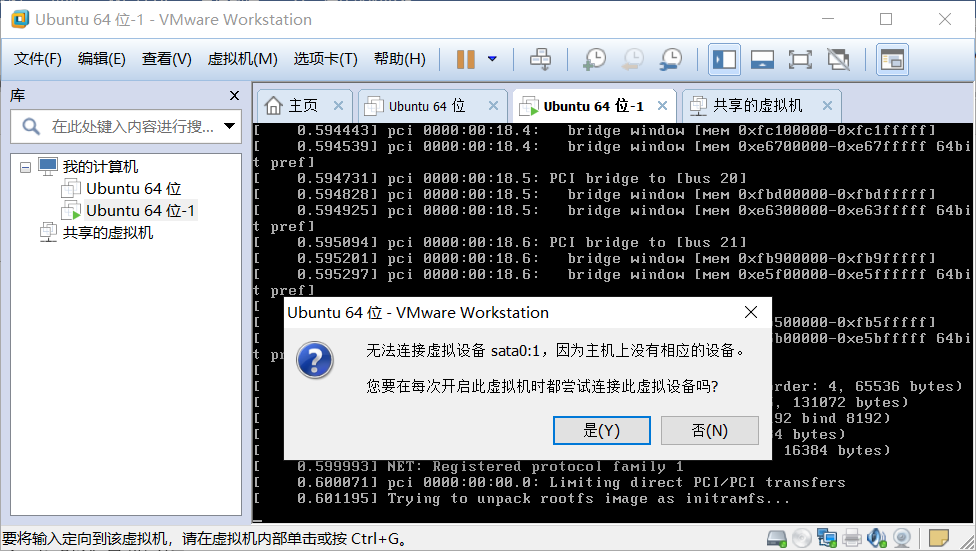 Ubuntu 64 位-1 - VMware Workstation
文件(F) 编辑(E) 查看(V) 虚拟机(M) 选项卡(T) 帮助(H)
库
在此处键入内容进行搜...
我的计算机
Ubuntu 64 位
Ubuntu 64 位-1
共享的虚拟机
主页 Ubuntu 64 位 Ubuntu 64 位-1 共享的虚拟机
[    0.594443] pci 0000:00:18.4:   bridge window [mem 0xfc100000-0xfc1fffff]
[    0.594539] pci 0000:00:18.4:   bridge window [mem 0xe6700000-0xe67fffff 64bi
t pref]
[    0.594731] pci 0000:00:18.5: PCI bridge to [bus 20]
[    0.594828] pci 0000:00:18.5:   bridge window [mem 0xfbd00000-0xfbdfffff]
[    0.594925] pci 0000:00:18.5:   bridge window [mem 0xe6300000-0xe63fffff 64bi
t pref]
[    0.595094] pci 0000:00:18.6: PCI bridge to [bus 21]
[    0.595201] pci 0000:00:18.6:   bridge window [mem 0xfb900000-0xfb9fffff]
[    0.595297] pci 0000:00:18.6:   bridge window [mem 0xe5f00000-0xe5ffffff 64bi
t pref]
[
[ 500000-0xfb5fffff]
[ b00000-0xe5bfffff 64bi
t pr
[
[ order: 4, 65536 bytes)
[ , 131072 bytes)
[ 92 bind 8192)
[ 4 bytes)
[ 16384 bytes)
[    0.599993] NET: Registered protocol family 1
[    0.600071] pci 0000:00:00.0: Limiting direct PCI/PCI transfers
[    0.601195] Trying to unpack rootfs image as initramfs...
Ubuntu 64 位 - VMware Workstation
无法连接虚拟设备 sata0:1，因为主机上没有相应的设备。
您要在每次开启此虚拟机时都尝试连接此虚拟设备吗?
是(Y) 否(N)
要将输入定向到该虚拟机，请在虚拟机内部单击或按 Ctrl+G。